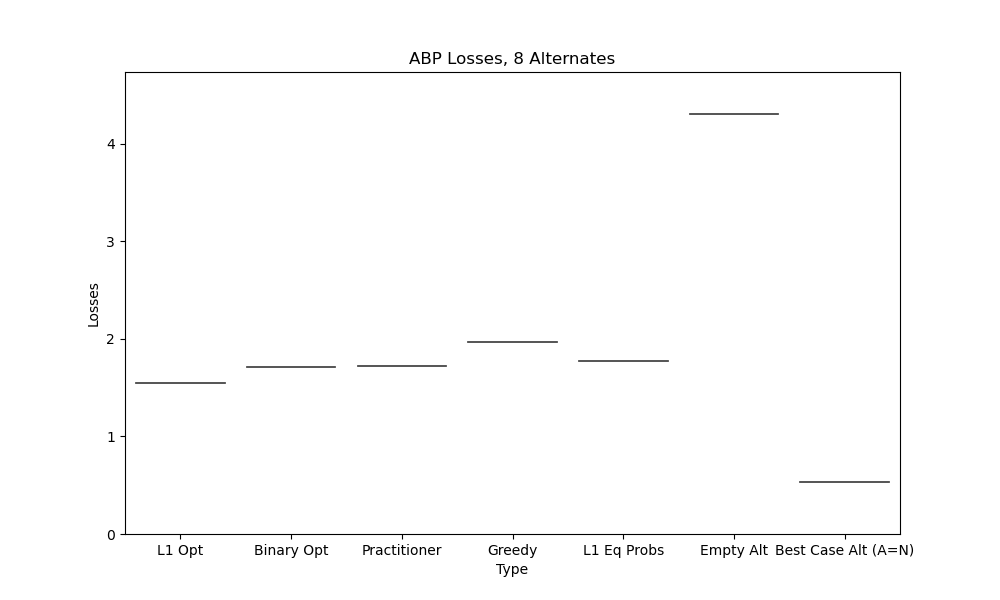 ABP Losses, 8 Alternates
4
3
2
1
0
Losses
L1 Opt Binary Opt Practitioner Greedy L1 Eq Probs Empty Alt Best Case Alt (A=N)
Type